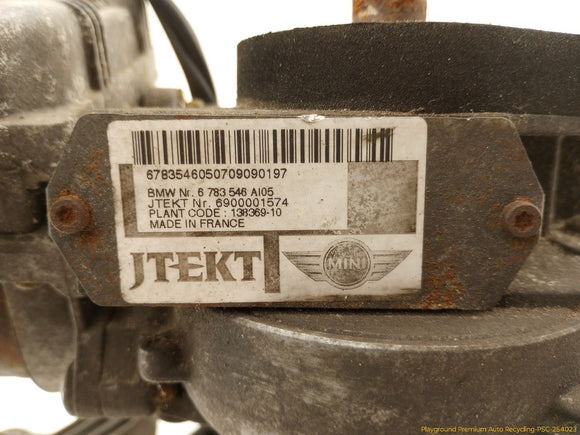 6783546050709090197
BMW Nr. 6 783 546 AI05
JTEKT Nr. 6900001574
PLANT CODE : 138369-10
MADE IN FRANCE
JTEKT
MINI
Playground Premium Auto Recycling-PSC-254023